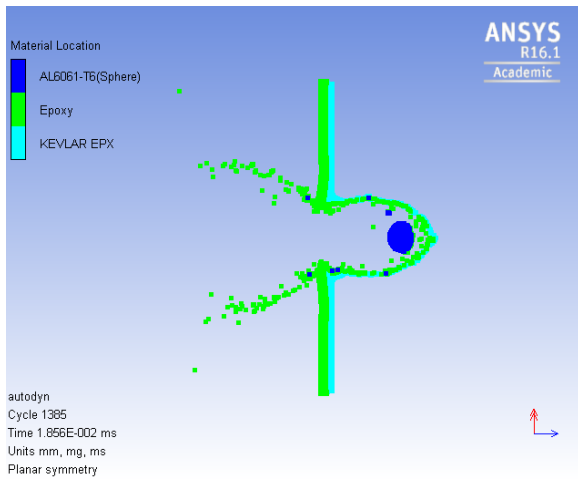 Material Location
AL6061-T6(Sphere)
Epoxy
KEVLAR EPX
ANSYS
R16.1
Academic
autodyn
Cycle 1385
Time 1.856E-002 ms
Units mm, mg, ms
Planar symmetry